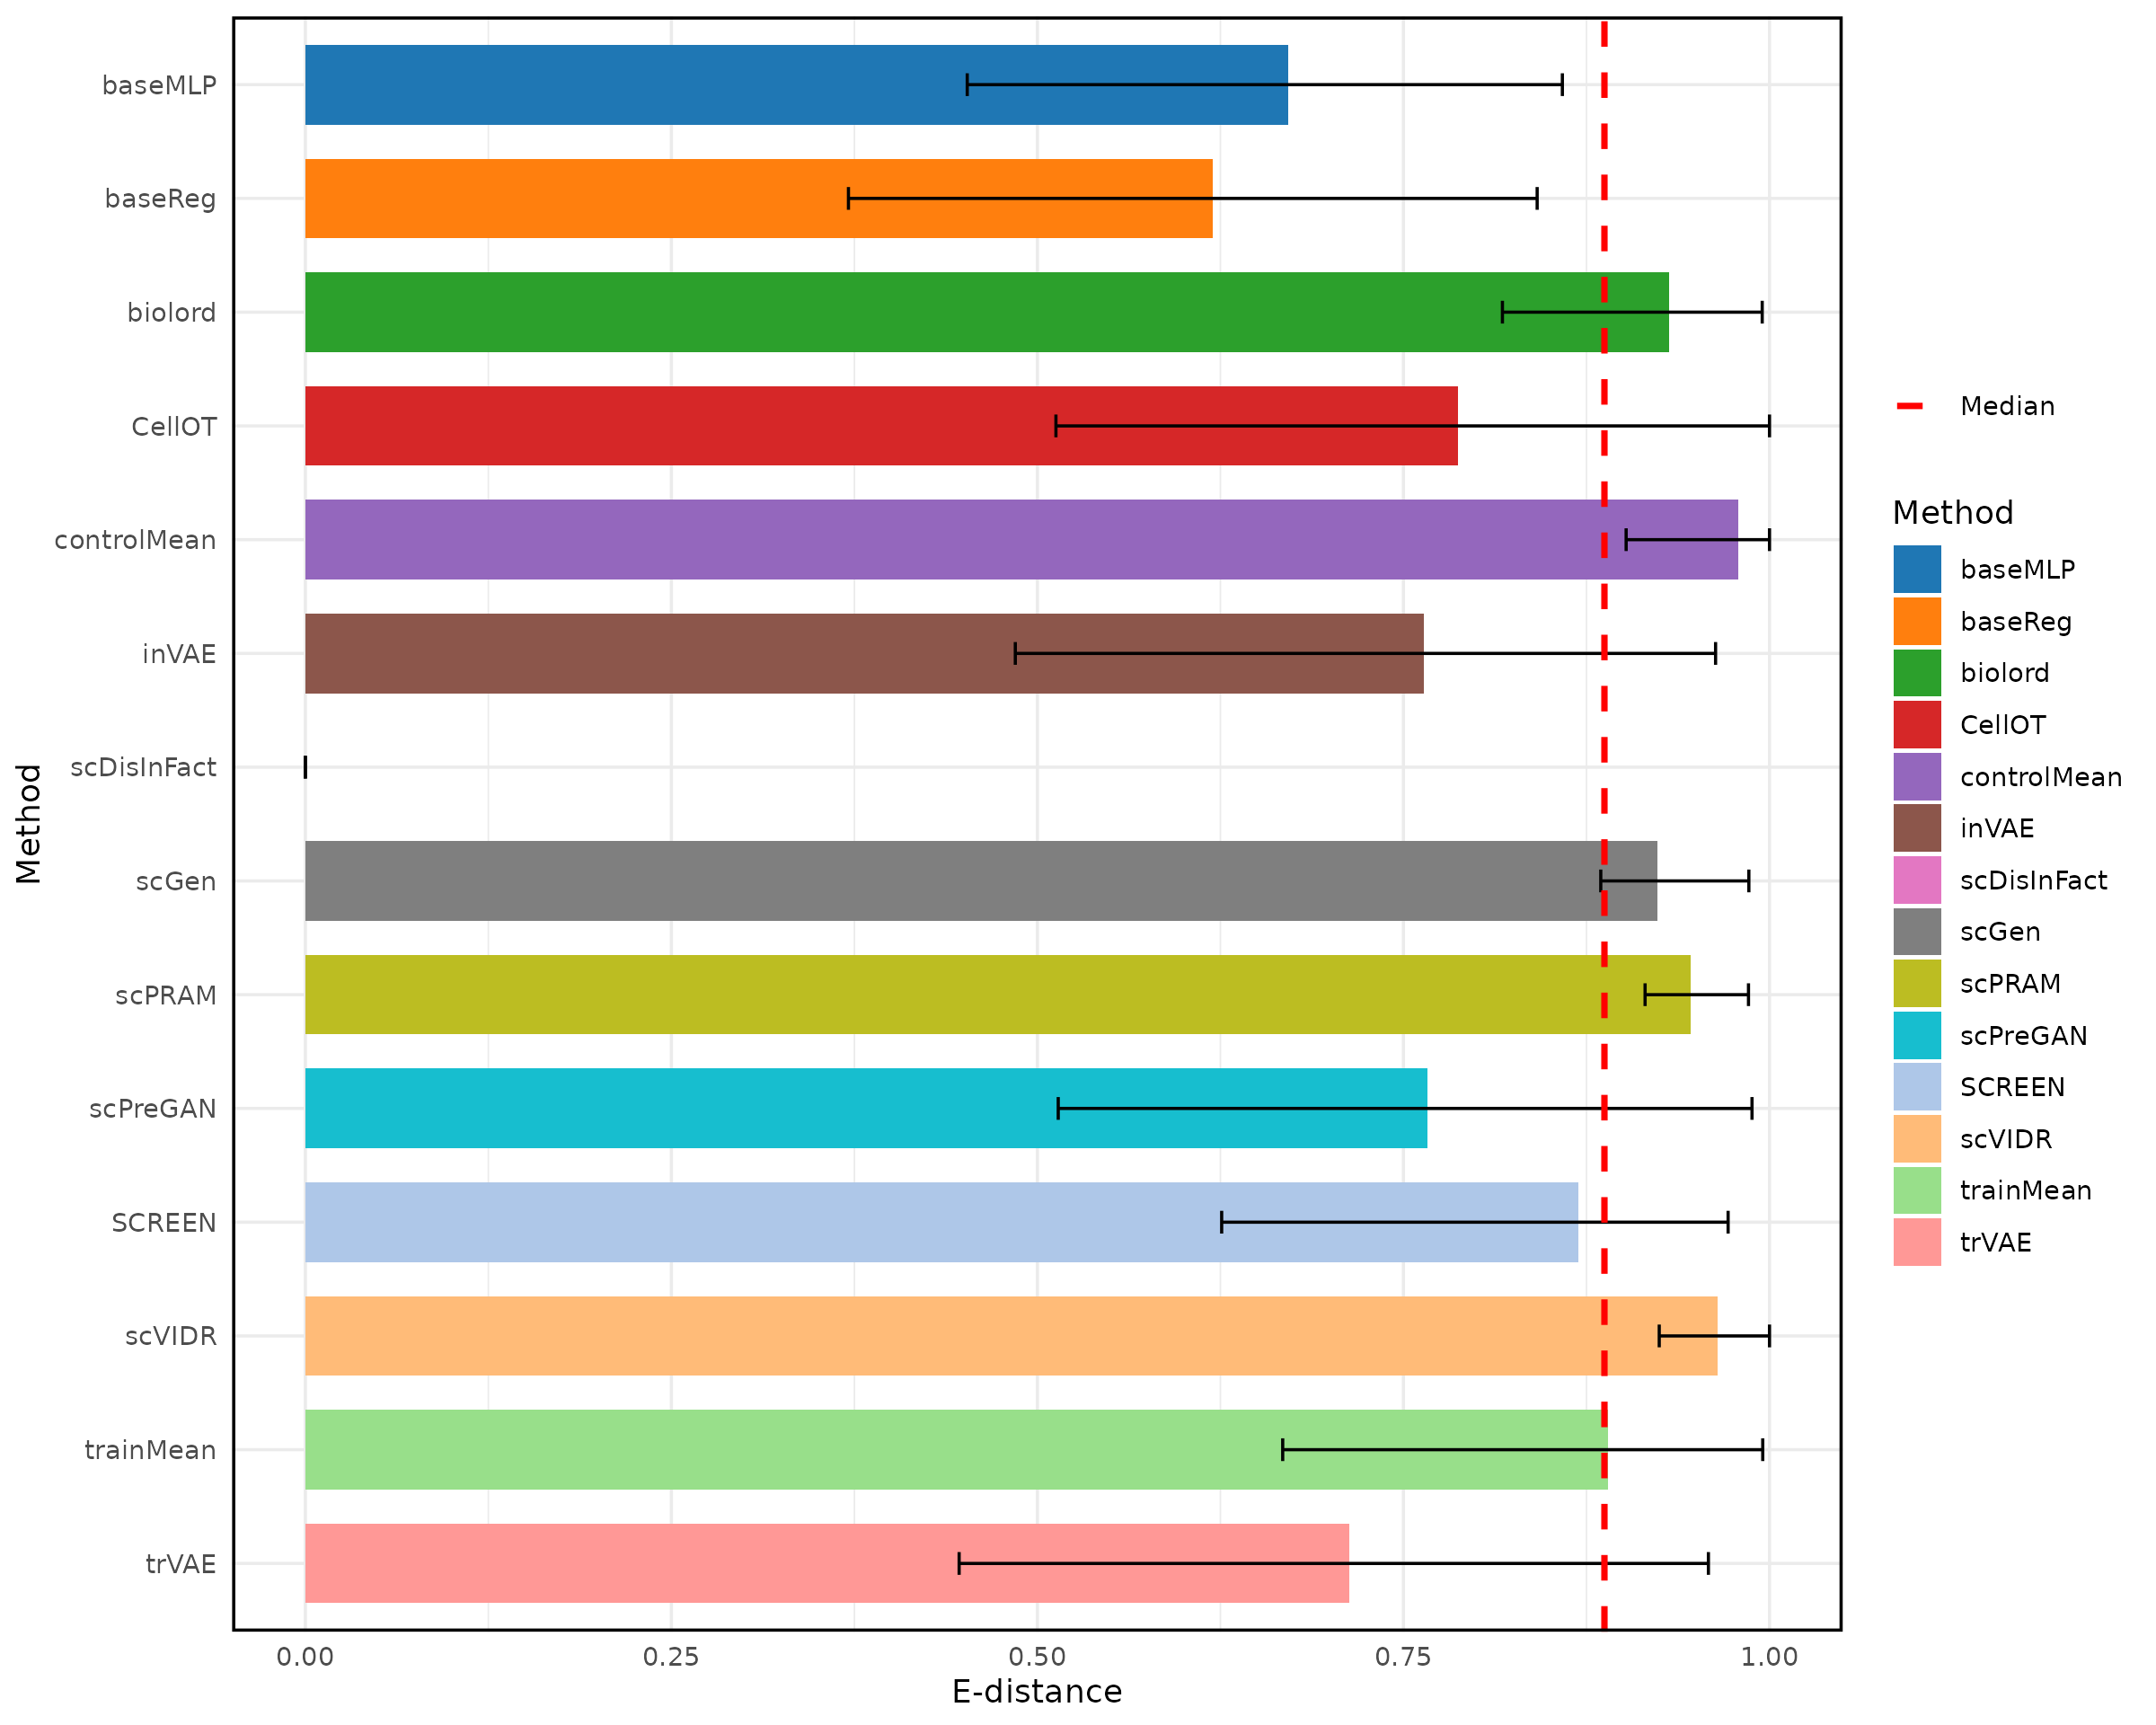 Method
baseMLP
baseReg
biolord
CellOT
controlMean
inVAE
scDisInFact
scGen
scPRAM
scPreGAN
SCREEN
scVIDR
trainMean
trVAE
0.00 0.25 0.50 0.75 1.00
E-distance
Median
Method
baseMLP
baseReg
biolord
CellOT
controlMean
inVAE
scDisInFact
scGen
scPRAM
scPreGAN
SCREEN
scVIDR
trainMean
trVAE